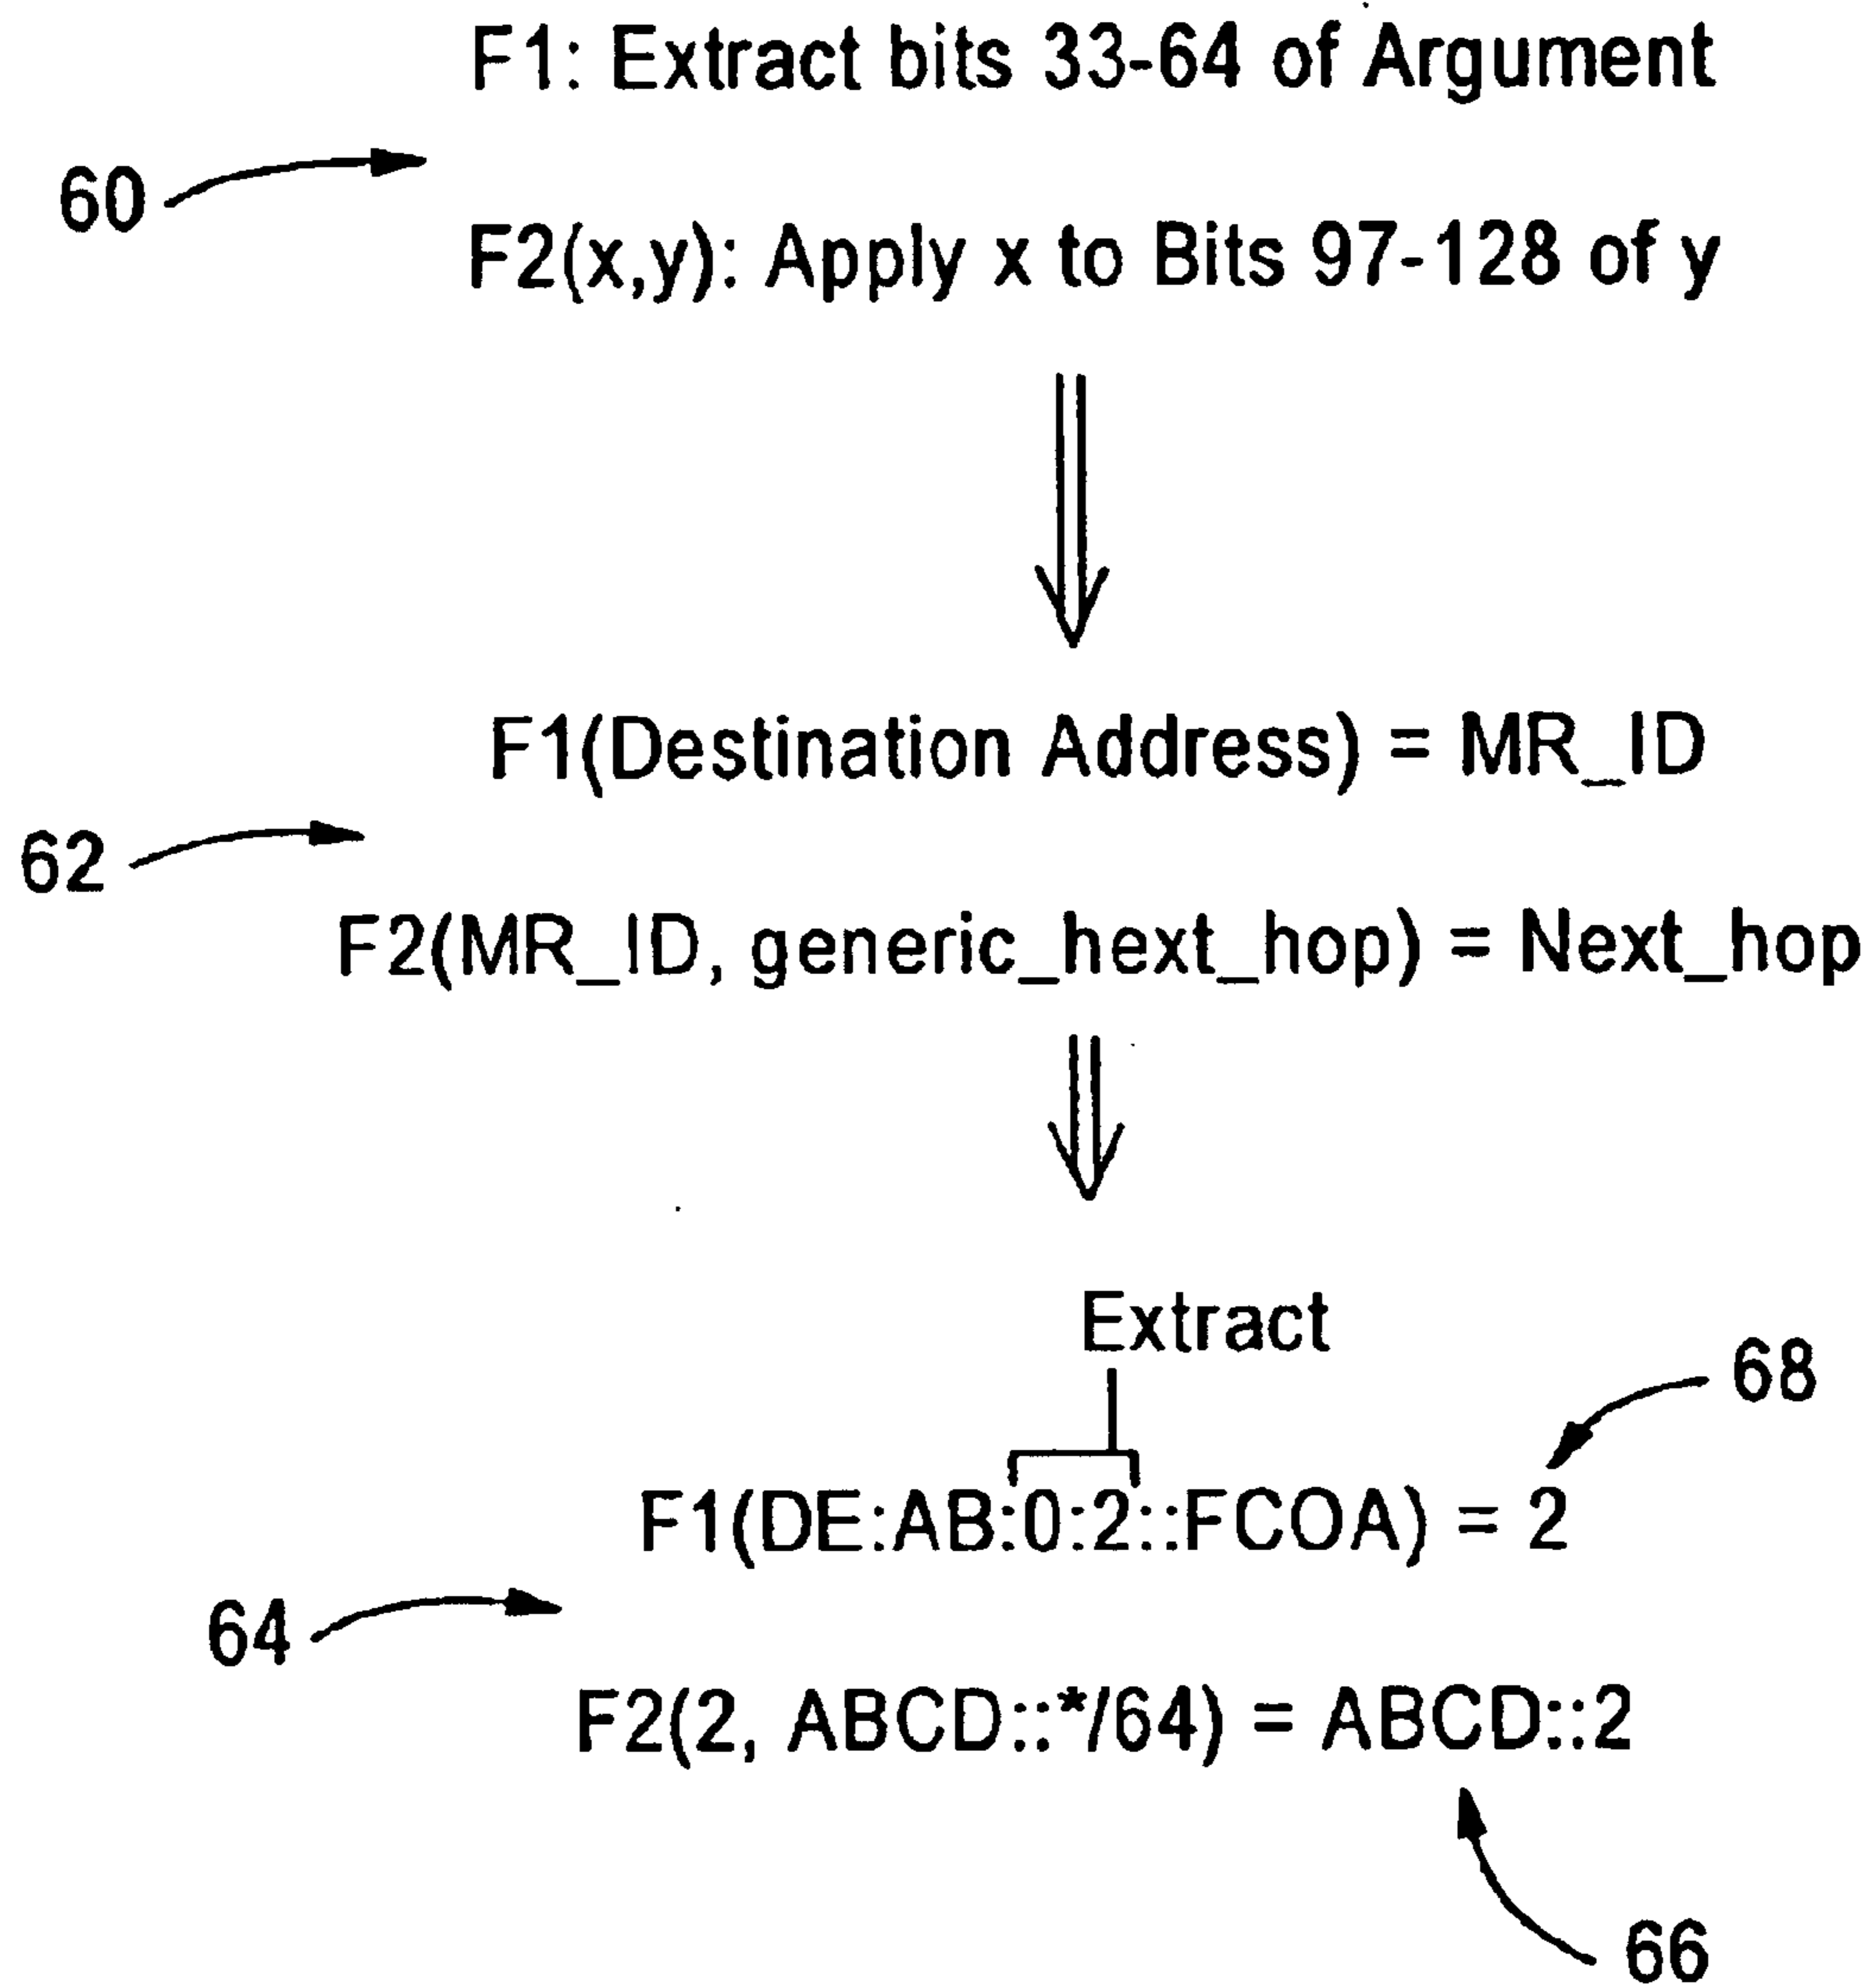 F1: Extract bits 33-64 of Argument
60
F2(x,y): Apply x to Bits 97-128 of y
F1(Destination Address) = MR_ID
62
F2(MR_ID, generic_hext_hop) = Next_hop
Extract
68
F1(DE:AB:0:2::FCOA) = 2
64
F2(2, ABCD::*/64) = ABCD::2
66